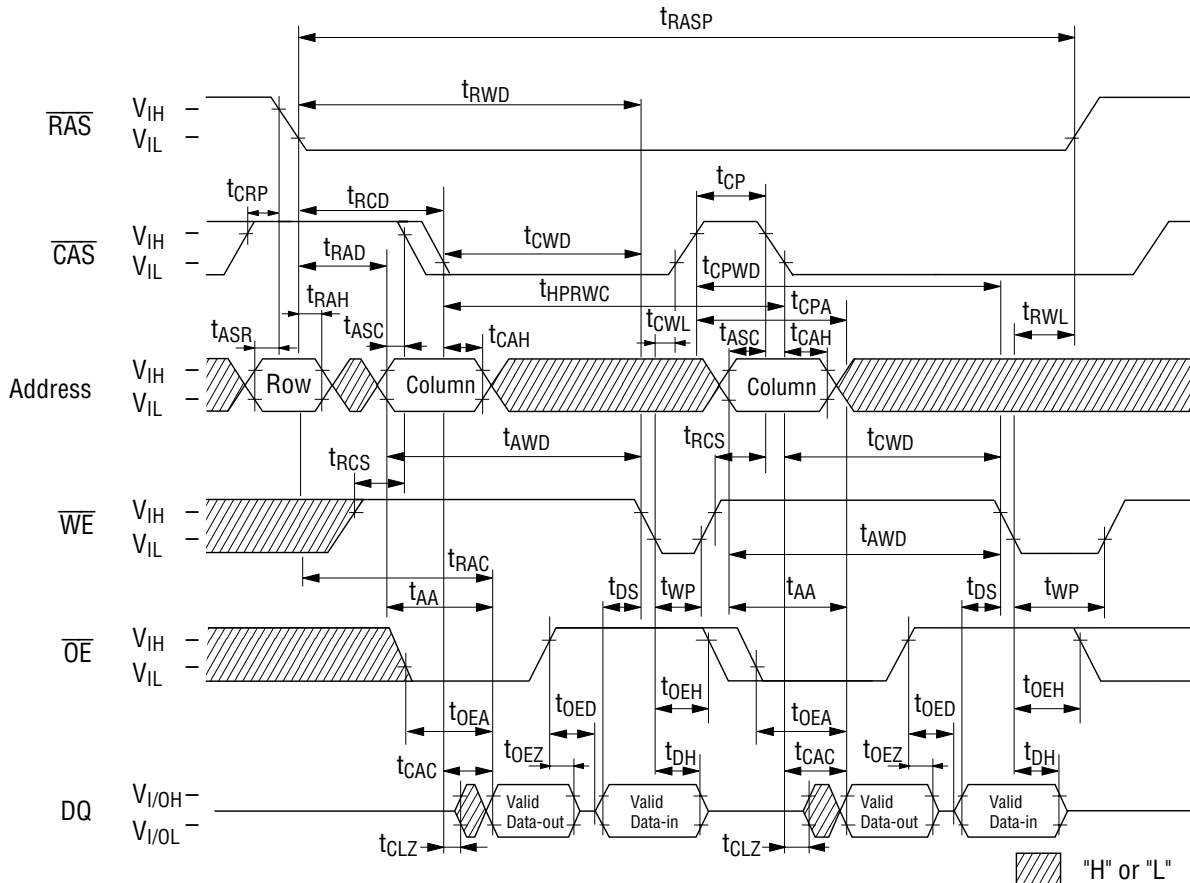 tRASP
tRWD
RAS
VIH
VIL
tCRP
tRCD
tCP
CAS
VIH
VIL
tRAD
tCWD
tCPWD
tRAH
tHPRWC
tCPA
tASR
tASC
tCAH
tCWL
tASC
tCAH
tRWL
Address
VIH
VIL
Row
Column
Column
tRCS
tAWD
tRCS
tCWD
WE
VIH
VIL
tRAC
tAWD
tAA
tDS
tWP
tAA
tDS
tWP
OE
VIH
VIL
tOEA
tOED
tOEH
tOEA
tOED
tOEH
tCAC
tOEZ
tDH
tCAC
tOEZ
tDH
DQ
VI/OH
VI/OL
Valid
Data-out
Valid
Data-in
Valid
Data-out
Valid
Data-in
tCLZ
tCLZ
"H" or "L"